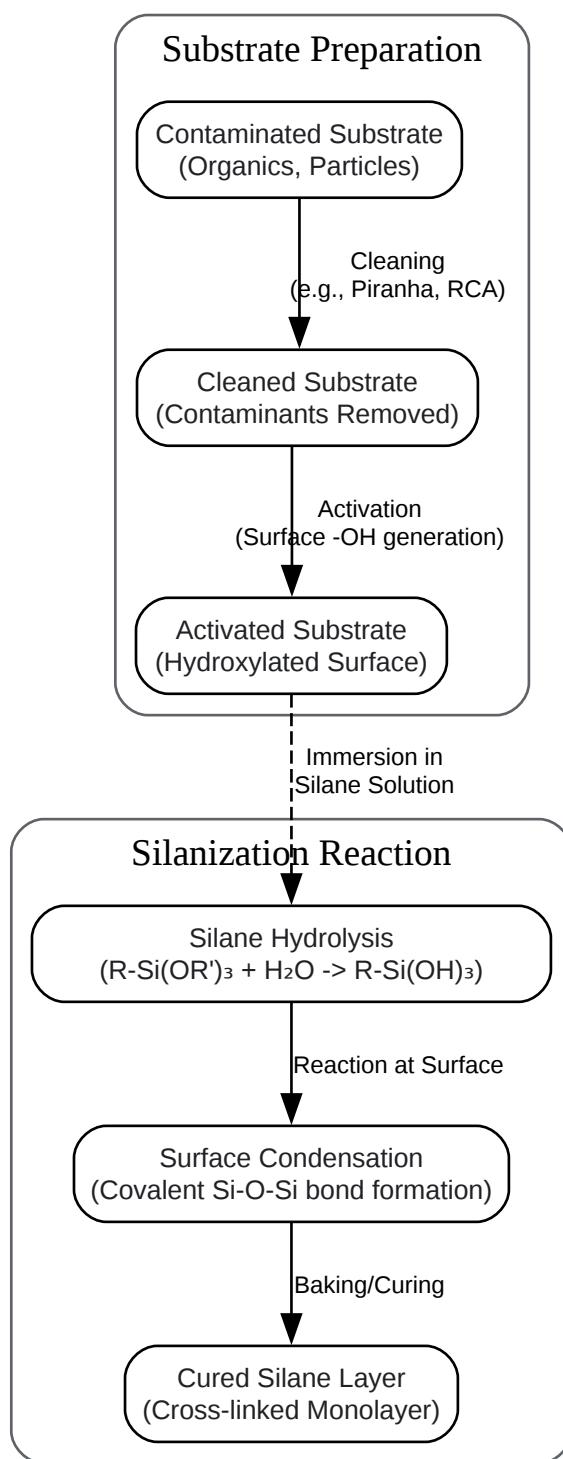 Substrate Preparation
Contaminated Substrate
(Organics, Particles)
Cleaning
(e.g., Piranha, RCA)
Cleaned Substrate
(Contaminants Removed)
Activation
(Surface -OH generation)
Activated Substrate
(Hydroxylated Surface)
Immersion in
Silane Solution
Silanization Reaction
Silane Hydrolysis
(R-Si(OR')₃ + H₂O -> R-Si(OH)₃)
Reaction at Surface
Surface Condensation
(Covalent Si-O-Si bond formation)
Baking/Curing
Cured Silane Layer
(Cross-linked Monolayer)